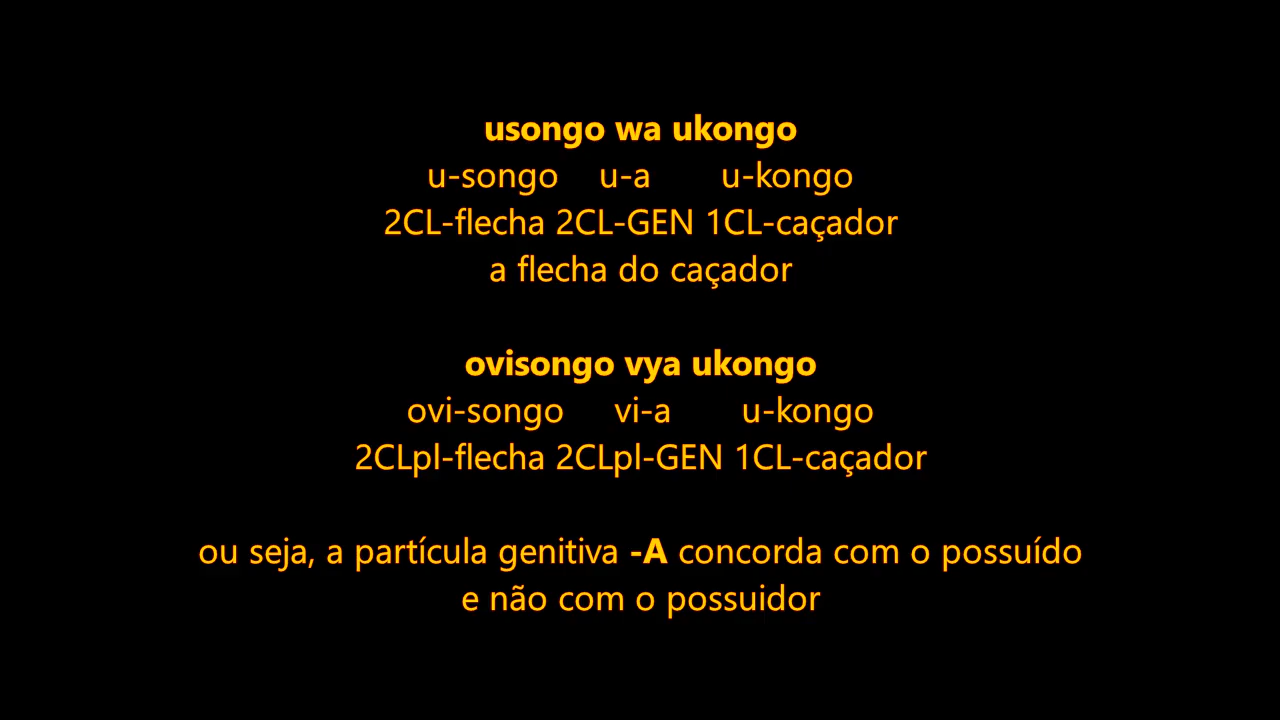 usongo wa ukongo
u-songo u-a u-kongo
2CL-flecha 2CL-GEN 1CL-caçador
a flecha do caçador
ovisongo vya ukongo
ovi-songo vi-a u-kongo
2CLpl-flecha 2CLpl-GEN 1CL-caçador
ou seja, a partícula genitiva -A concorda com o possuído
e não com o possuidor